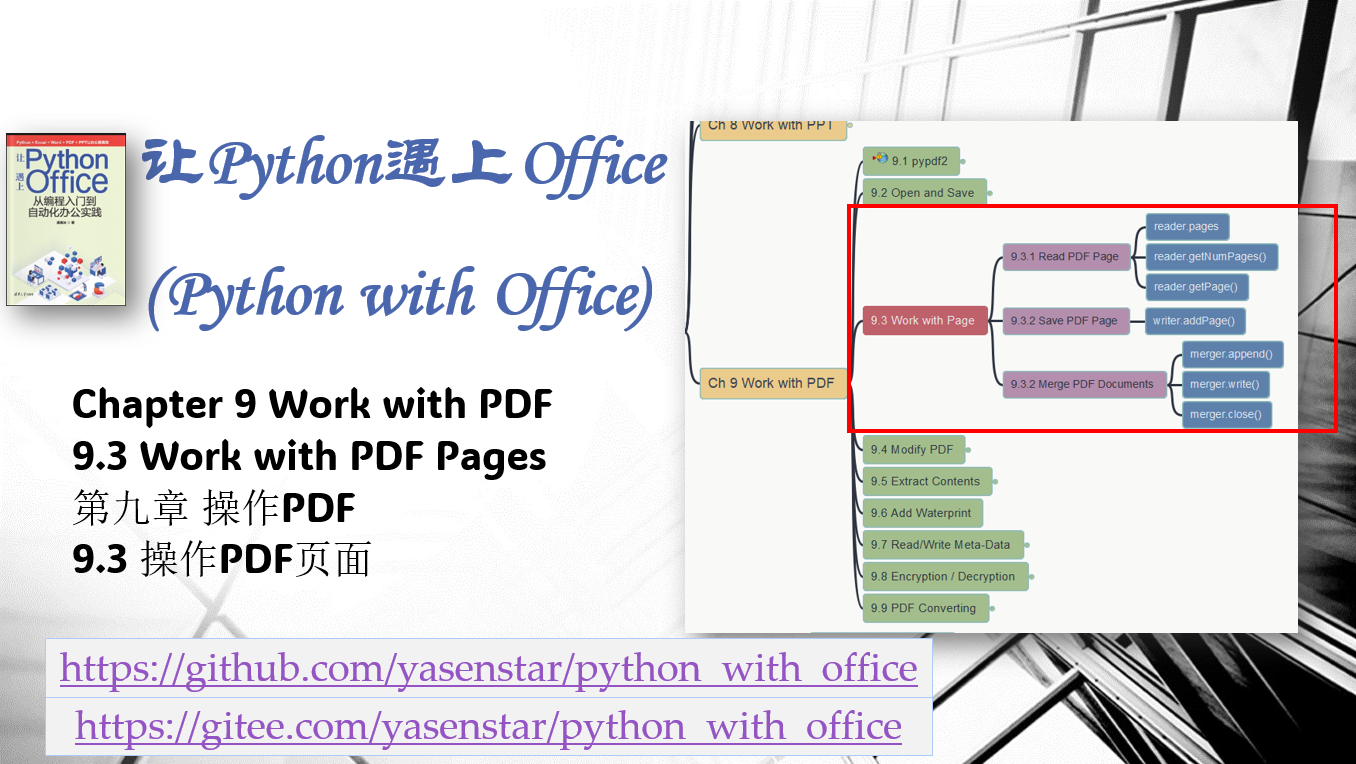 Python • Excel • Word • PDF • PPT
让Python
遇上Office
从编程入门到
自动化办公实践
让Python遇上Office
(Python with Office)
Chapter 9 Work with PDF
9.3 Work with PDF Pages
第九章 操作PDF
9.3 操作PDF页面
https://github.com/yasenstar/python_with_office
https://gitee.com/yasenstar/python_with_office
Ch 8 Work with PPT
9.1 pypdf2
9.2 Open and Save
reader.pages
9.3.1 Read PDF Page
reader.getNumPages()
reader.getPage()
9.3 Work with Page
9.3.2 Save PDF Page
writer.addPage()
merger.append()
Ch 9 Work with PDF
9.3.2 Merge PDF Documents
merger.write()
merger.close()
9.4 Modify PDF
9.5 Extract Contents
9.6 Add Waterprint
9.7 Read/Write Meta-Data
9.8 Encryption / Decryption
9.9 PDF Converting